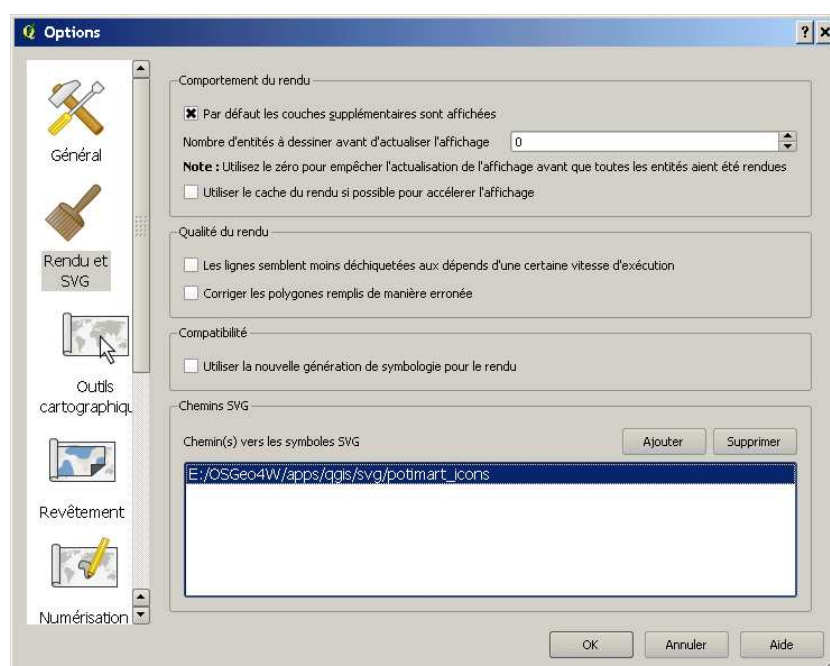 Options
Général
Rendu et
SVG
Outils
cartographiq
Revêtement
Numérisation
Comportement du rendu
Par défaut les couches supplémentaires sont affichées
Nombre d'entités à dessiner avant d'actualiser l'affichage 0
Note : Utilisez le zéro pour empêcher l'actualisation de l'affichage avant que toutes les entités aient été rendues
Utiliser le cache du rendu si possible pour accélerer l'affichage
Qualité du rendu
Les lignes semblent moins déchiquetées aux dépends d'une certaine vitesse d'exécution
Corriger les polygones remplis de manière erronée
Compatibilité
Utiliser la nouvelle génération de symbologie pour le rendu
Chemins SVG
Chemin(s) vers les symboles SVG Ajouter Supprimer
E:/OSGeo4W/apps/qgis/svg/potimart_icons
OK Annuler Aide